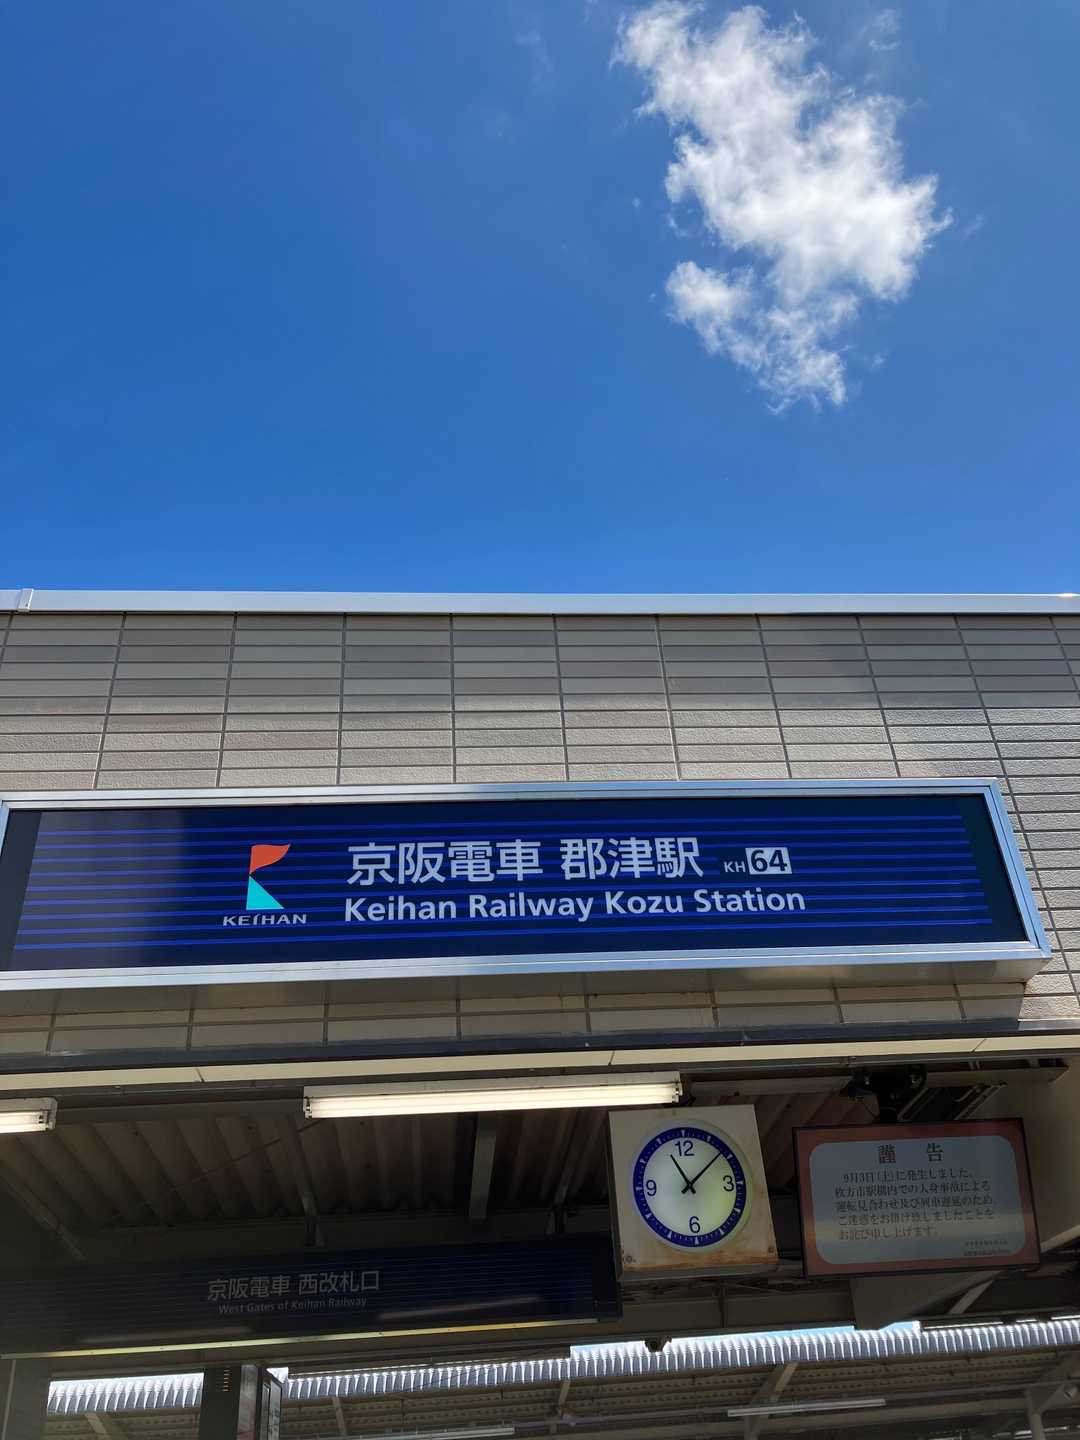 京阪電車 郡津駅 KH64
KEIHAN
Keihan Railway Kozu Station
12
3
6
9
謹 告
9月3日(土)に発生しました、
枚方市駅構内での人身事故による
運転見合わせ及び列車遅延のため、
ご迷惑をお掛け致しましたことを
お詫び申し上げます。
京阪電車 西改札口
West Gates of Keihan Railway